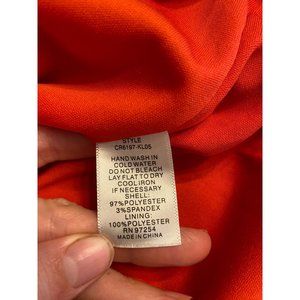 STYLE
CR6197-KL05
HAND WASH IN
COLD WATER
DO NOT BLEACH
LAY FLAT TO DRY
COOL IRON
IF NECESSARY
SHELL:
97%POLYESTER
3%SPANDEX
LINING:
100%POLYESTER
RN 97254
MADE IN CHINA